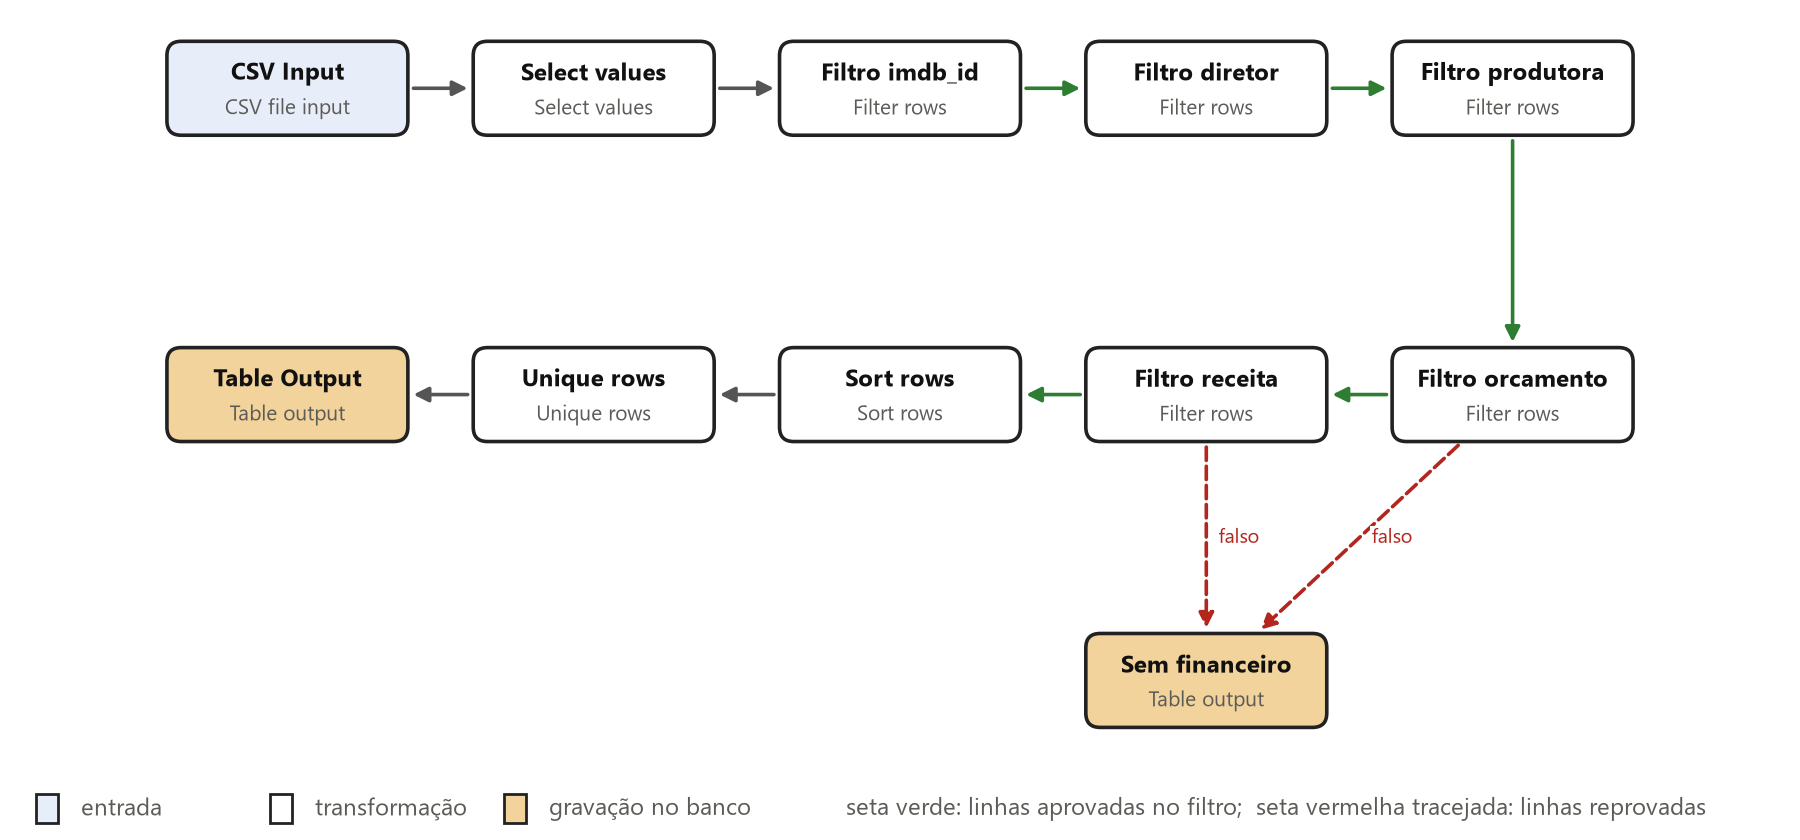 CSV Input
CSV file input
Select values
Select values
Filtro imdb_id
Filter rows
Filtro diretor
Filter rows
Filtro produtora
Filter rows
Table Output
Table output
Unique rows
Unique rows
Sort rows
Sort rows
Filtro receita
Filter rows
Filtro orcamento
Filter rows
falso
falso
Sem financeiro
Table output
entrada
transformação
gravação no banco
seta verde: linhas aprovadas no filtro; seta vermelha tracejada: linhas reprovadas